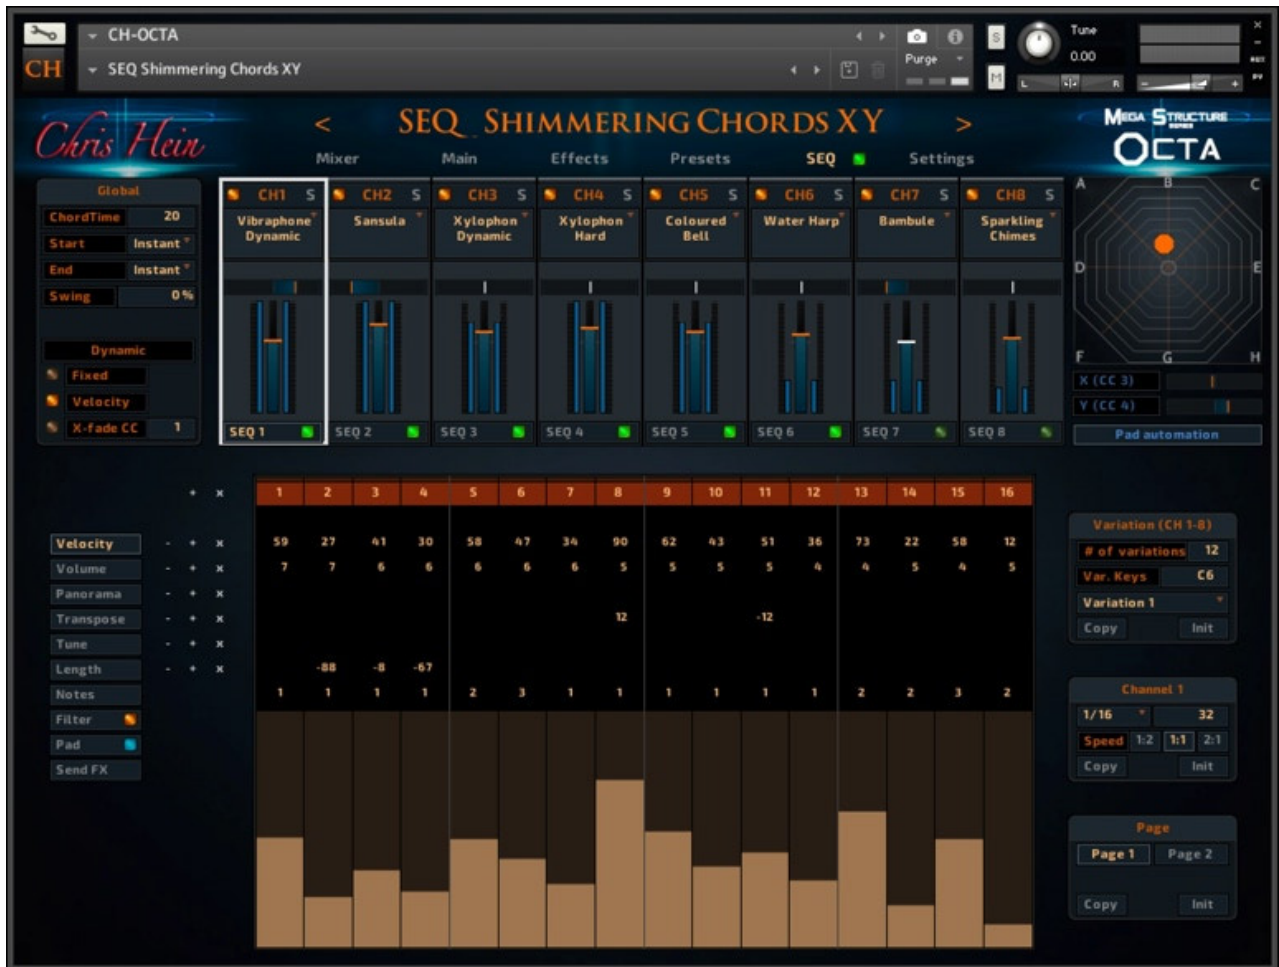 CH-OCTA
S Tune
Purge 0.00
CH SEQ Shimmering Chords XY
M L R - +
Chris Hein
< SEQ_SHIMMERING CHORDS XY >
MEGA STRUCTURE
SERIES
OCTA
Mixer Main Effects Presets SEQ Settings
Global
ChordTime 20
Start Instant
End Instant
Swing 0%
Dynamic
Fixed
Velocity
X-fade CC 1
CH1 S CH2 S CH3 S CH4 S CH5 S CH6 S CH7 S CH8 S
Vibraphone Dynamic
Sansula
Xylophon Dynamic
Xylophon Hard
Coloured Bell
Water Harp
Bambule
Sparkling Chimes
SEQ 1 SEQ 2 SEQ 3 SEQ 4 SEQ 5 SEQ 6 SEQ 7 SEQ 8
A B C
D E
F G H
X (CC 3)
Y (CC 4)
Pad automation
+ x 1 2 3 4 5 6 7 8 9 10 11 12 13 14 15 16
Velocity - + x 59 27 41 30 58 47 34 90 62 43 51 36 73 22 58 12
Volume - + x 7 7 6 6 6 6 6 5 5 5 5 4 4 5 4 5
Panorama - + x
Transpose - + x 12 -12
Tune - + x
Length - + x -88 -8 -67
Notes 1 1 1 1 2 3 1 1 1 1 1 1 2 2 3 2
Filter
Pad
Send FX
Variation (CH 1-8)
# of variations 12
Var. Keys C6
Variation 1
Copy Init
Channel 1
1/16 32
Speed 1:2 1:1 2:1
Copy Init
Page
Page 1 Page 2
Copy Init